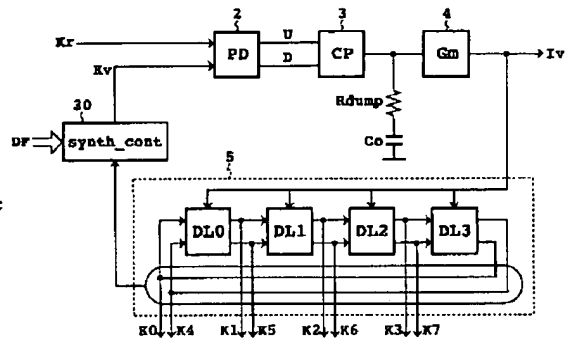 2
3
4
Kr
PD
U
D
CP
Gm
Iv
Kv
Rdump
30
Co
DF
synth_cont
5
DL0
DL1
DL2
DL3
K0
K4
K1
K5
K2
K6
K3
K7